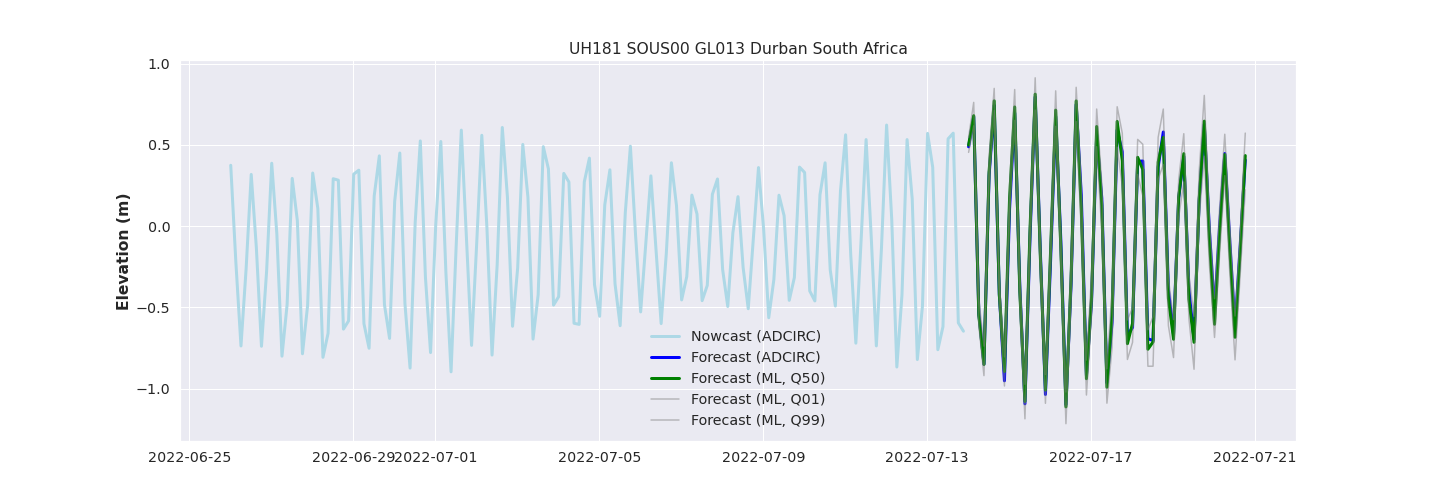 UH181 SOUS00 GL013 Durban South Africa
1.0
0.5
0.0
−0.5
−1.0
Elevation (m)
Nowcast (ADCIRC)
Forecast (ADCIRC)
Forecast (ML, Q50)
Forecast (ML, Q01)
Forecast (ML, Q99)
2022-06-25 2022-06-29 2022-07-01 2022-07-05 2022-07-09 2022-07-13 2022-07-17 2022-07-21